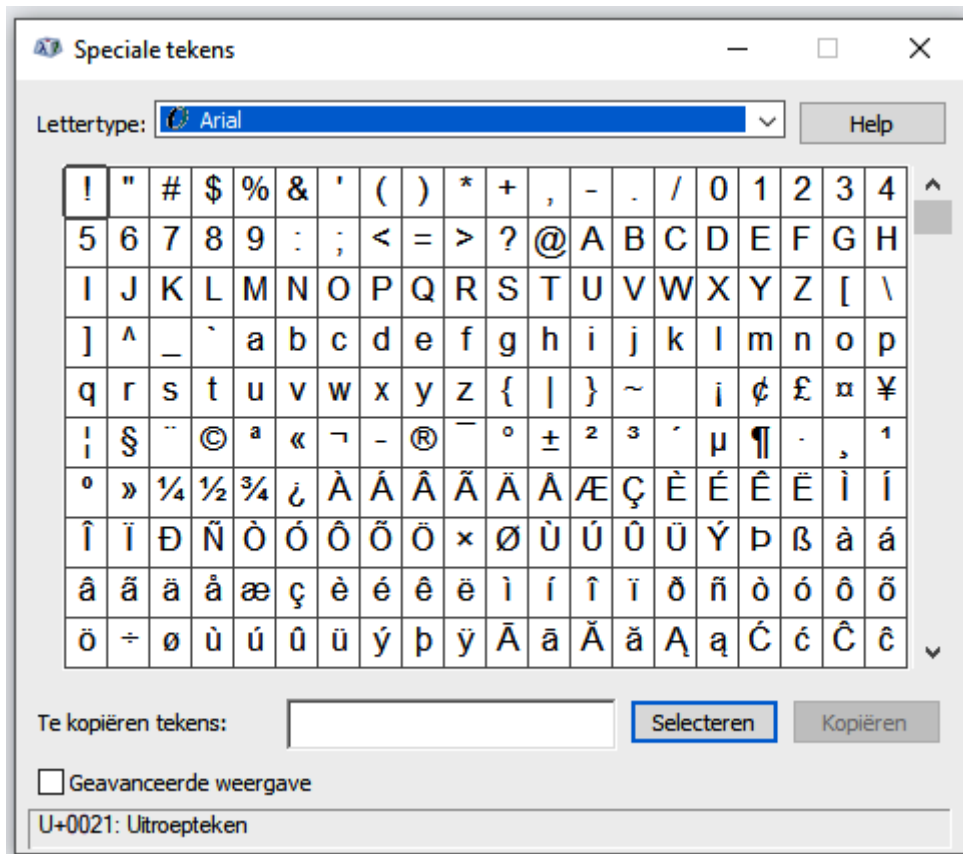 Speciale tekens
Lettertype: Arial Help
! " # $ % & ' ( ) * + , - . / 0 1 2 3 4
5 6 7 8 9 : ; < = > ? @ A B C D E F G H
I J K L M N O P Q R S T U V W X Y Z [ \
] ^ _ ` a b c d e f g h i j k l m n o p
q r s t u v w x y z { | } ~   ¡ ¢ £ ¤ ¥
¦ § ¨ © ª « ¬ - ® ¯ ° ± ² ³ ´ µ ¶ · ¸ ¹
º » ¼ ½ ¾ ¿ À Á Â Ã Ä Å Æ Ç È É Ê Ë Ì Í
Î Ï Ð Ñ Ò Ó Ô Õ Ö × Ø Ù Ú Û Ü Ý Þ ß à á
â ã ä å æ ç è é ê ë ì í î ï ð ñ ò ó ô õ
ö ÷ ø ù ú û ü ý þ ÿ Ā ā Ă ă Ą ą Ć ć Ĉ ĉ
Te kopiëren tekens: Selecteren Kopiëren
Geavanceerde weergave
U+0021: Uitroepteken